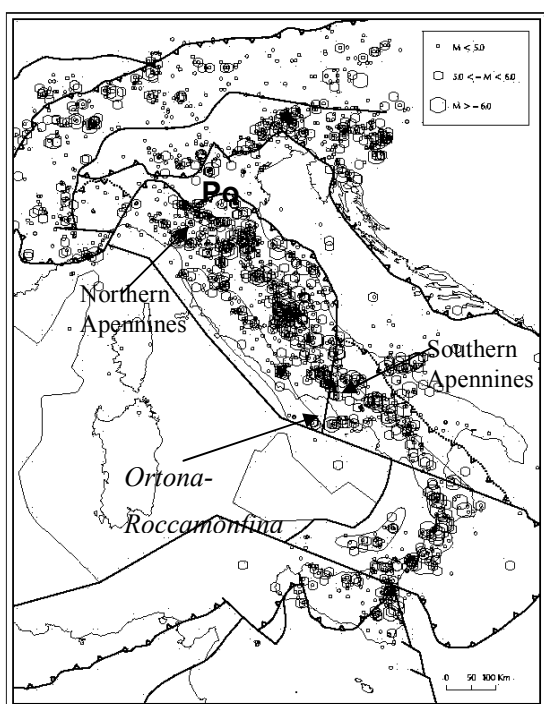 M < 5.0
5.0 < = M < 6.0
M > = 6.0
Po
Northern
Apennines
Southern
Apennines
Ortona-
Roccamonfina
0 50 100 Km